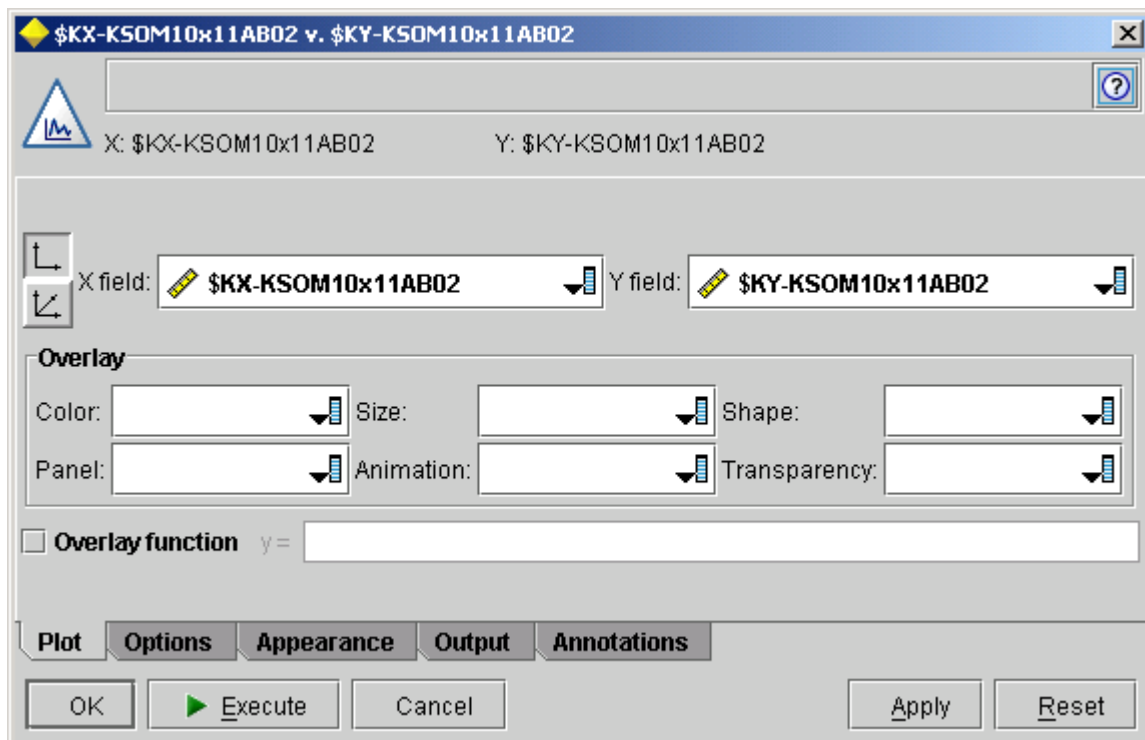 $KX-KSOM10x11AB02 v. $KY-KSOM10x11AB02
?
X: $KX-KSOM10x11AB02 Y: $KY-KSOM10x11AB02
X field: $KX-KSOM10x11AB02 Y field: $KY-KSOM10x11AB02
Overlay
Color: Size: Shape:
Panel: Animation: Transparency:
Overlay function y =
Plot Options Appearance Output Annotations
OK Execute Cancel Apply Reset